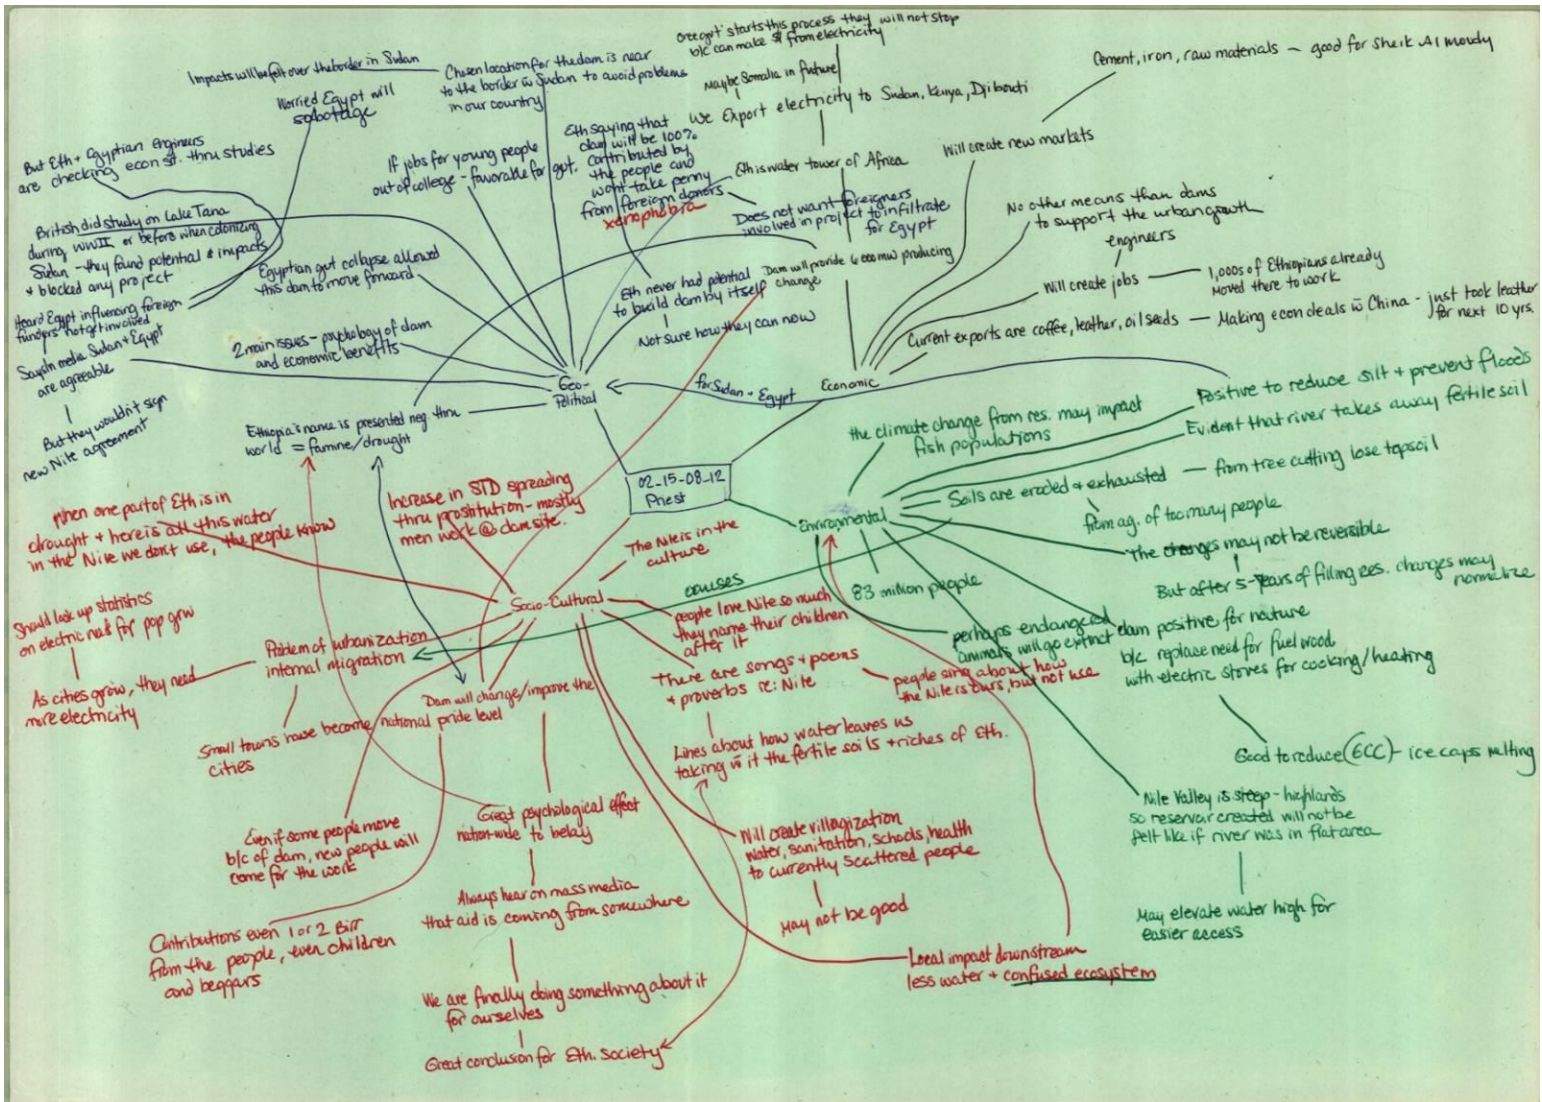 once gov't starts this process they will not stop
b/c can make $ from electricity
Maybe Somalia in future
We Export electricity to Sudan, Kenya, Djibouti
Cement, iron, raw materials – good for Sheik Al Moudy
Will create new markets
Impacts will be felt over the border in Sudan
Chosen location for the dam is near
to the border w Sudan to avoid problems
in our country
Worried Egypt will
sabotage
But Eth + Egyptian Engineers
are checking econ st. thru studies
If jobs for young people
out of college – favorable for gvt.
Eth saying that
dam will be 100%
contributed by
the people and
won't take penny
from foreign donors
xenophobia
Eth is water tower of Africa
Does not want foreigners
involved in project to infiltrate
for Egypt
No other means than dams
to support the urban growth
engineers
Will create jobs
1,000s of Ethiopians already
moved there to work
Current exports are coffee, leather, oil seeds
Making econ deals w China – just took leather
for next 10 yrs.
British did study on Lake Tana
during WWII or before when colonizing
Sudan – they found potential & impacts
+ blocked any project
Egyptian gvt collapse allowed
this dam to move forward
Heard Egypt influencing foreign
funders not get involved
Says in media Sudan + Egypt
are agreeable
But they wouldn't sign
new Nile agreement
2 main issues – psychology of dam
and economic benefits
Eth never had potential
to build dam by itself
Not sure how they can now
Dam will provide 6000 mw producing
change
Geo-
Political
for Sudan + Egypt
Economic
Ethiopia's name is presented neg. thru
world = famine/drought
02_15-08_12
Priest
the climate change from res. may impact
fish populations
Positive to reduce silt + prevent floods
Evident that river takes away fertile soil
Soils are eroded + exhausted – from tree cutting lose topsoil
from ag. of too many people
Environmental
The changes may not be reversible
But after 5-years of filling res. changes may
normalize
83 million people
perhaps endangered
animals will go extinct
dam positive for nature
b/c replace need for fuel wood
with electric stoves for cooking/heating
Good to reduce (GCC) – ice caps melting
Nile Valley is steep – highlands
so reservoir created will not be
felt like if river was in flat area
May elevate water high for
easier access
When one part of Eth is in
drought + here is all this water
in the Nile we don't use, the people know
Increase in STD spreading
thru prostitution – mostly
men work @ dam site.
The Nile is in the
culture
causes
Socio-Cultural
people love Nile so much
they name their children
after it
There are songs + poems
+ proverbs re: Nile
people sing about how
the Nile is ours, but not use
Lines about how water leaves us
taking w it the fertile soils + riches of Eth.
Should look up statistics
on electric needs for pop grow
As cities grow, they need
more electricity
Problem of urbanization
internal migration
Small towns have become
cities
Dam will change/improve the
national pride level
Even if some people move
b/c of dam, new people will
come for the work
Contributions even 1 or 2 Birr
from the people, even children
and beggars
Great psychological effect
nation-wide to belay
Always hear on mass media
that aid is coming from somewhere
We are finally doing something about it
for ourselves
Great conclusion for Eth. Society
Will create villagization
water, sanitation, schools, health
to currently scattered people
May not be good
Local impact downstream
less water + confused ecosystem